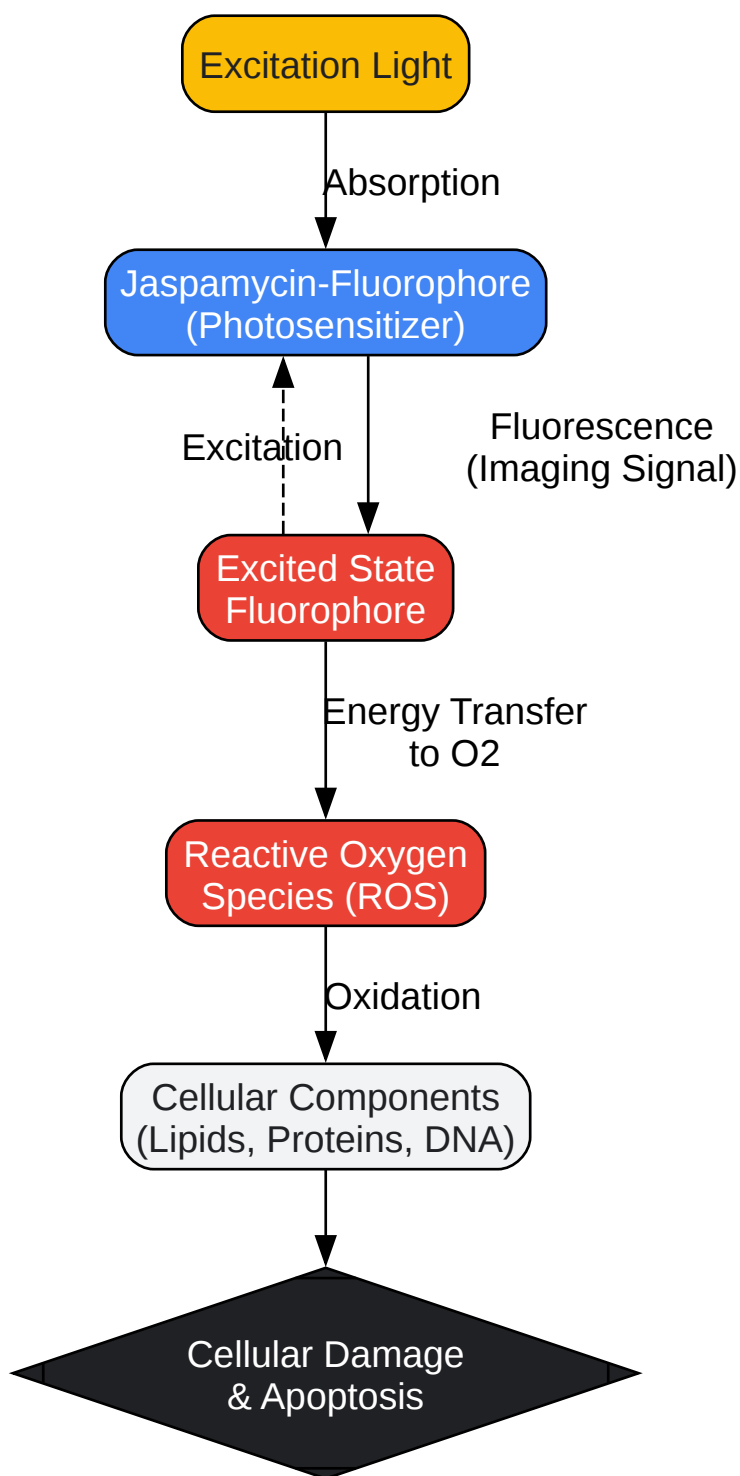 Excitation Light
Absorption
Jaspamycin-Fluorophore
(Photosensitizer)
Excitation
Fluorescence
(Imaging Signal)
Excited State
Fluorophore
Energy Transfer
to O2
Reactive Oxygen
Species (ROS)
Oxidation
Cellular Components
(Lipids, Proteins, DNA)
Cellular Damage
& Apoptosis